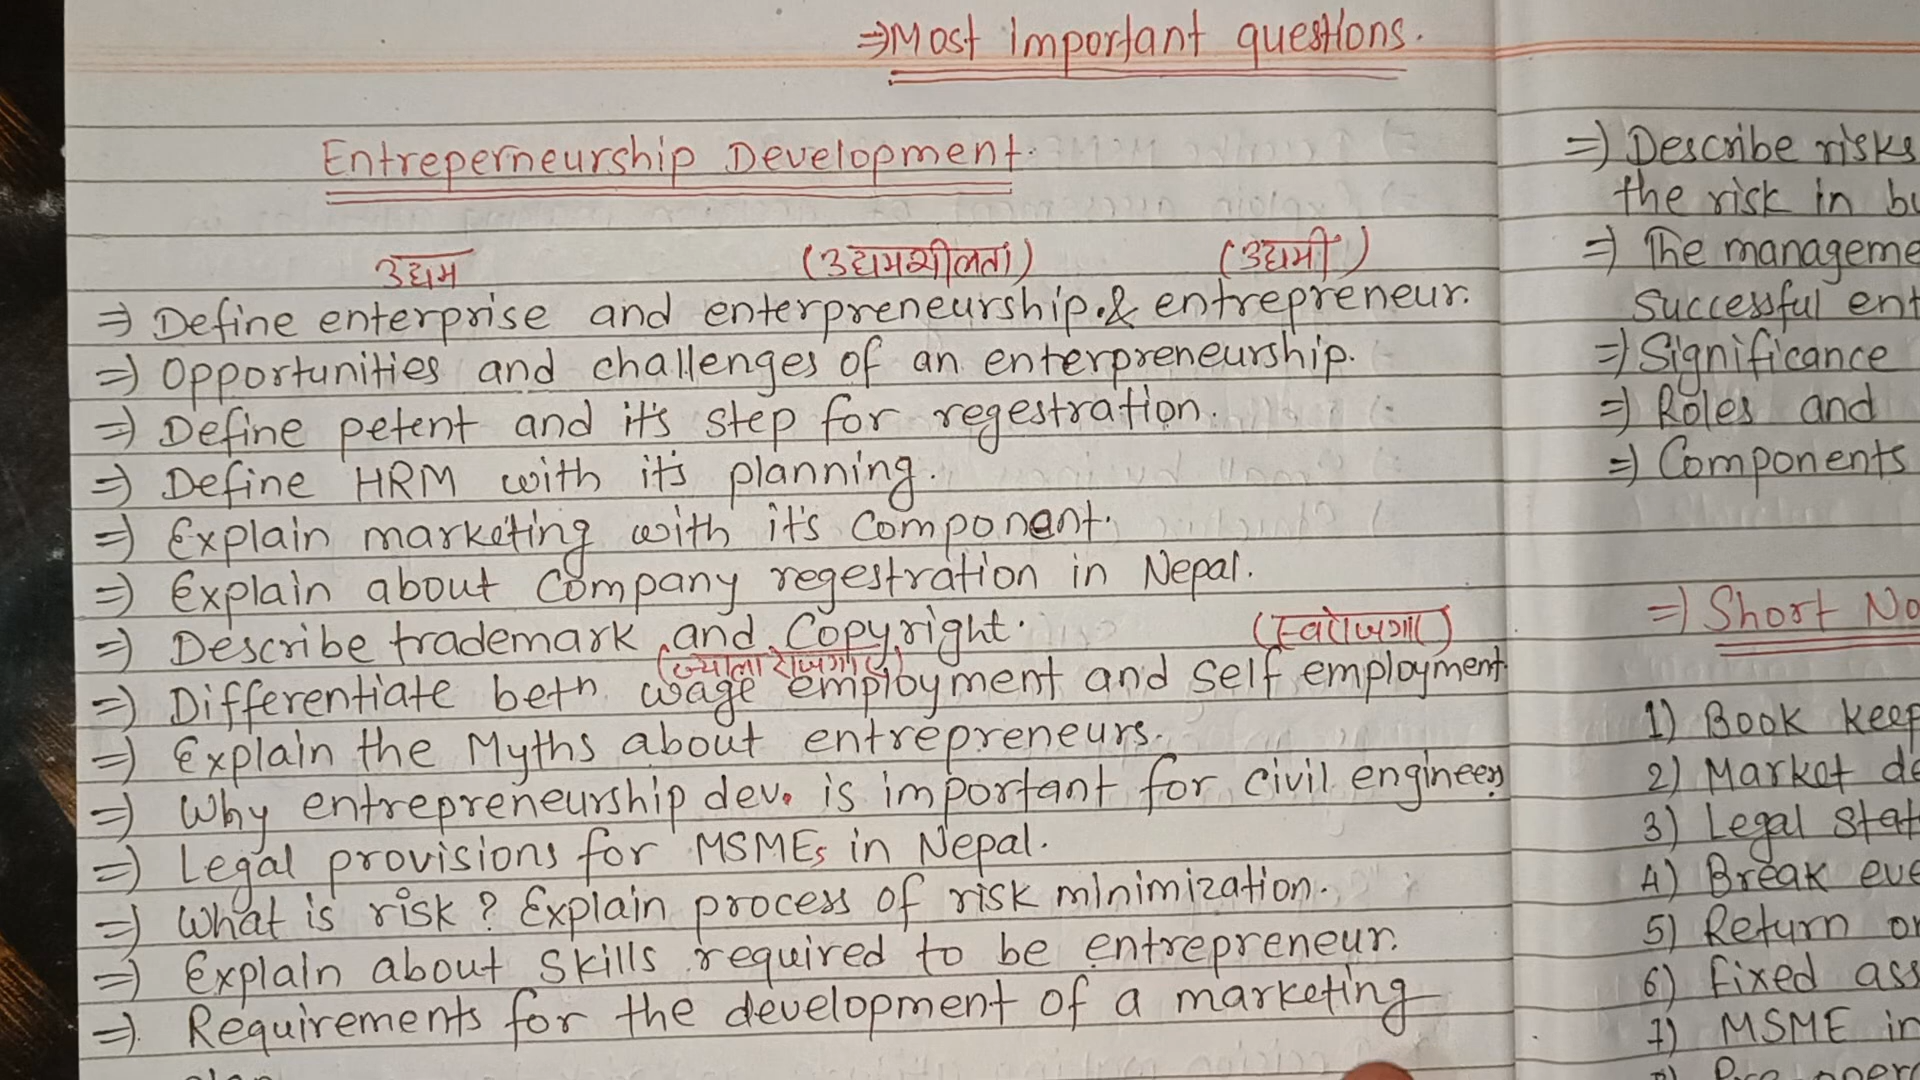 ⇒Most Important questions.
Entreperneurship Development.
उद्यम (उद्यमशीलता) (उद्यमी)
⇒ Define enterprise and enterpreneurship.& entrepreneur.
⇒ Opportunities and challenges of an enterpreneurship.
⇒ Define petent and it's step for regestration.
⇒ Define HRM with it's planning.
⇒ Explain marketing with it's component.
⇒ Explain about company regestration in Nepal.
⇒ Describe trademark and Copyright.
(ज्याला रोजगार) (स्वरोजगार)
⇒ Differentiate betn wage employment and self employment
⇒ Explain the Myths about entrepreneurs.
⇒ Why entrepreneurship dev. is important for civil engineers
⇒ Legal provisions for MSMEs in Nepal.
⇒ What is risk? Explain process of risk minimization.
⇒ Explain about skills required to be entrepreneur.
⇒ Requirements for the development of a marketing
⇒ Describe risks
the risk in
⇒ The
successful
⇒ Significance
⇒ Roles and
⇒ Components
⇒ Short
1) Book
2) Market
3) Legal
4) Break
5) Return
6) Fixed
7) MSME in